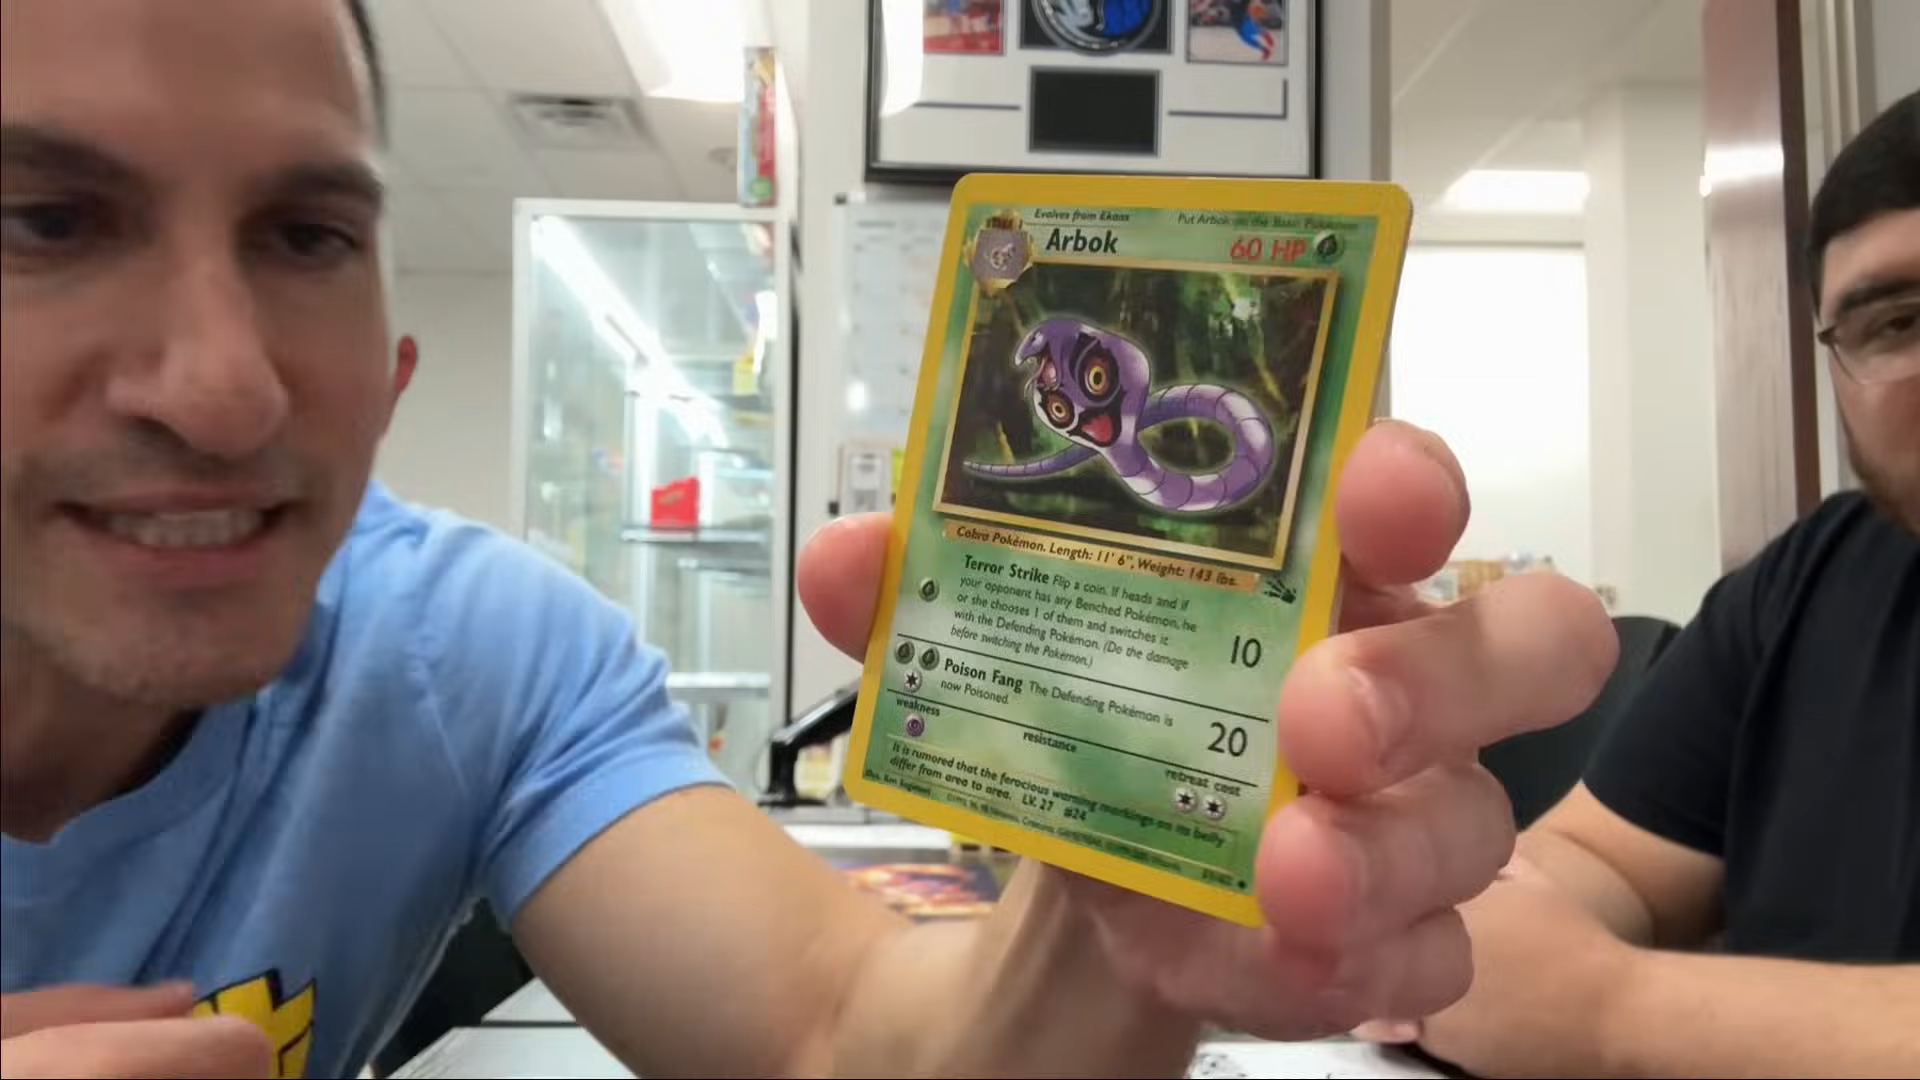 Evolves from Ekans
Put Arbok on the Basic Pokémon
STAGE 1
Arbok
60 HP
Cobra Pokémon. Length: 11' 6", Weight: 143 lbs.
Terror Strike Flip a coin. If heads and if
your opponent has any Benched Pokémon, he
or she chooses 1 of them and switches it
with the Defending Pokémon. (Do the damage
before switching the Pokémon.)
10
Poison Fang The Defending Pokémon is
now Poisoned.
20
weakness
resistance
retreat cost
It is rumored that the ferocious warning markings on its belly
differ from area to area. LV. 27 #24